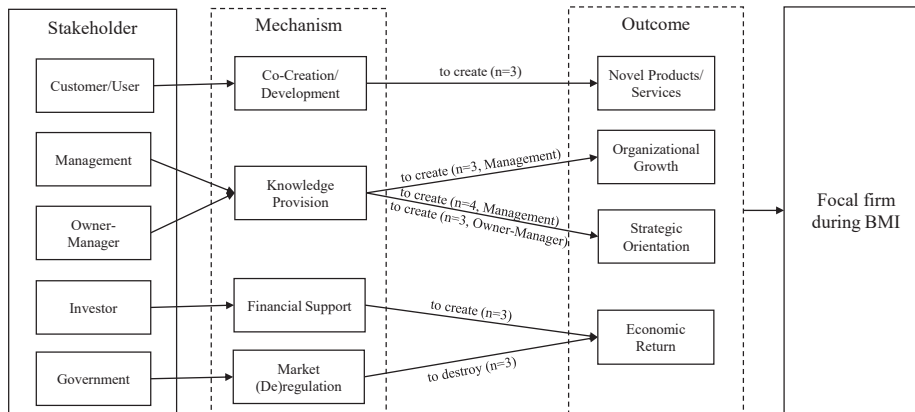 Stakeholder
Customer/User
Management
Owner-
Manager
Investor
Government
Mechanism
Co-Creation/
Development
Knowledge
Provision
Financial Support
Market
(De)regulation
to create (n=3)
to create (n=3, Management)
to create (n=4, Management)
to create (n=3, Owner-Manager)
to create (n=3)
to destroy (n=3)
Outcome
Novel Products/
Services
Organizational
Growth
Strategic
Orientation
Economic
Return
Focal firm
during BMI